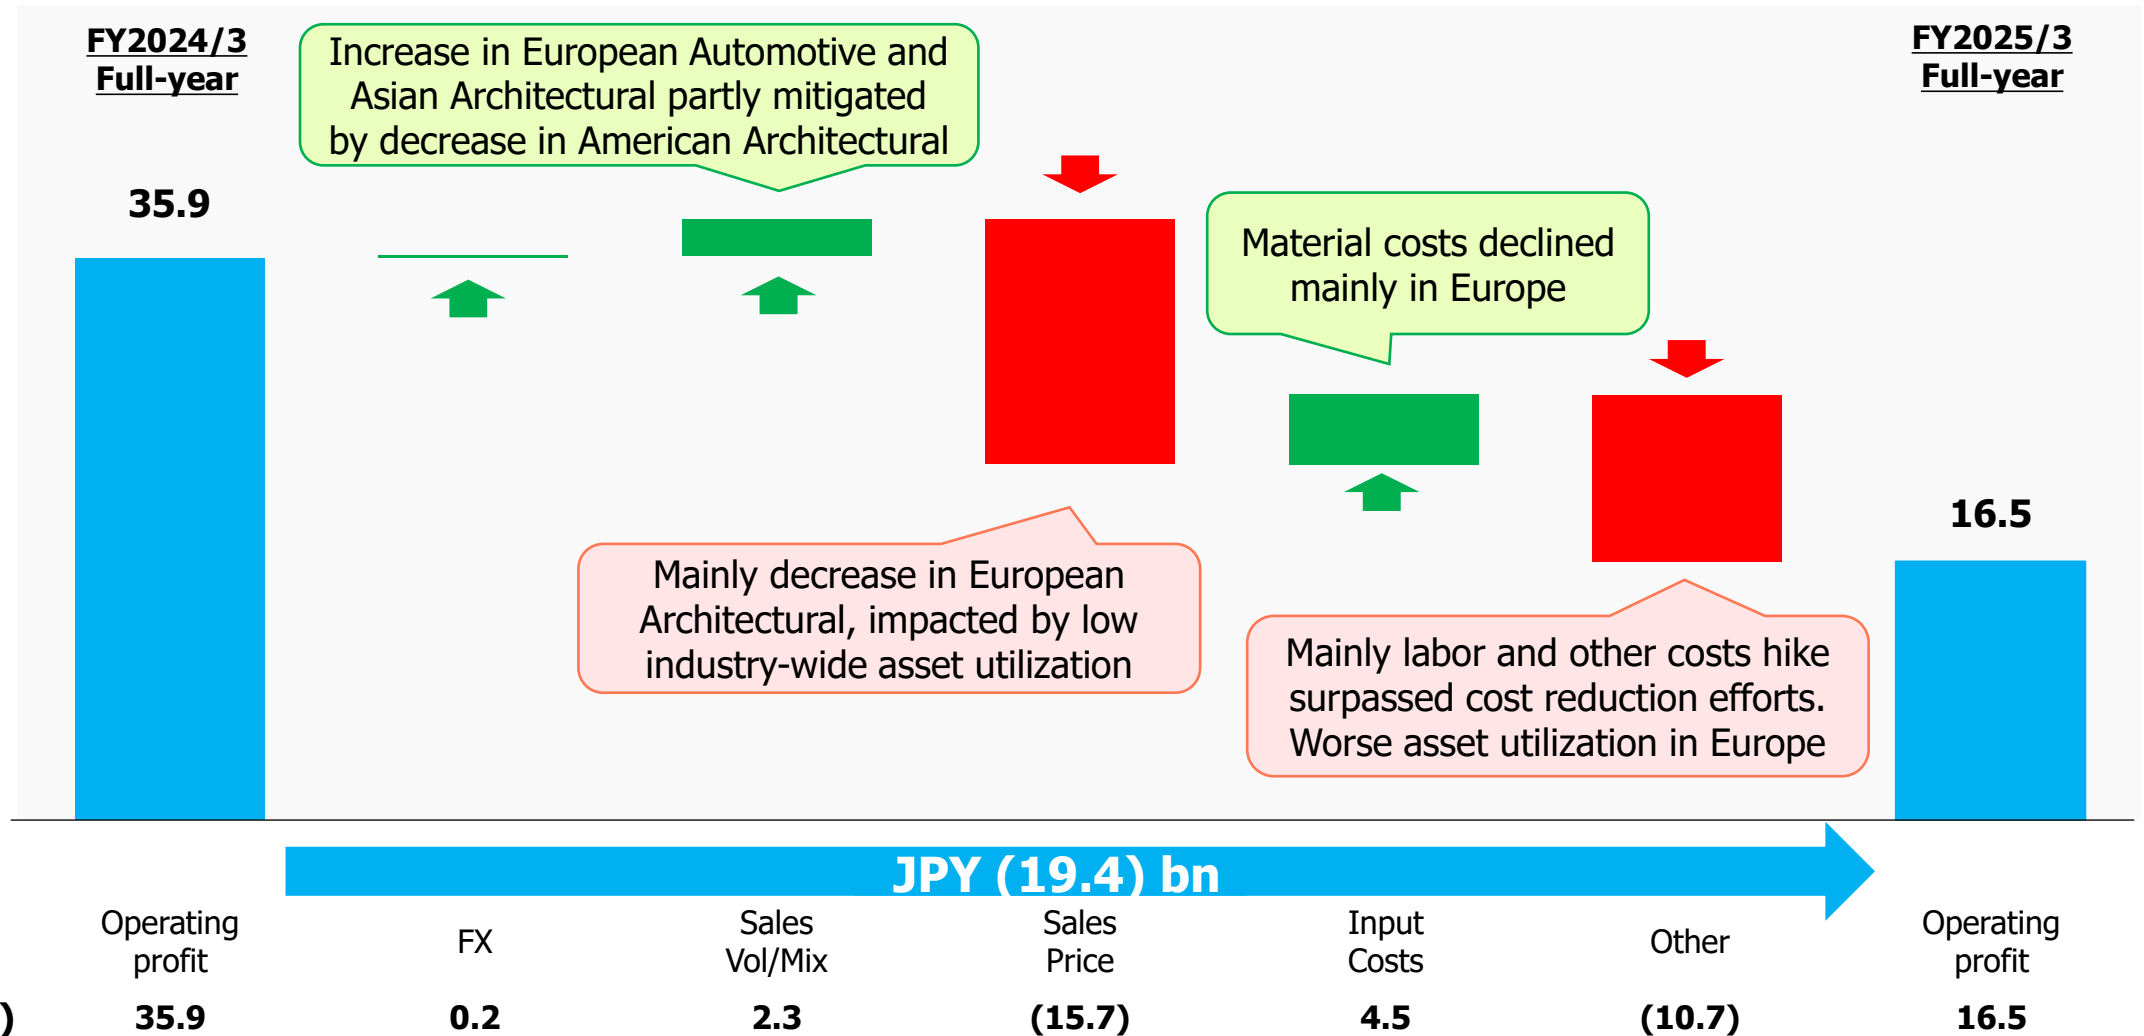 FY2024/3
Full-year
Increase in European Automotive and
Asian Architectural partly mitigated
by decrease in American Architectural
FY2025/3
Full-year
35.9
Material costs declined
mainly in Europe
16.5
Mainly decrease in European
Architectural, impacted by low
industry-wide asset utilization
Mainly labor and other costs hike
surpassed cost reduction efforts.
Worse asset utilization in Europe
JPY (19.4) bn
Operating
profit
FX
Sales
Vol/Mix
Sales
Price
Input
Costs
Other
Operating
profit
) 35.9 0.2 2.3 (15.7) 4.5 (10.7) 16.5